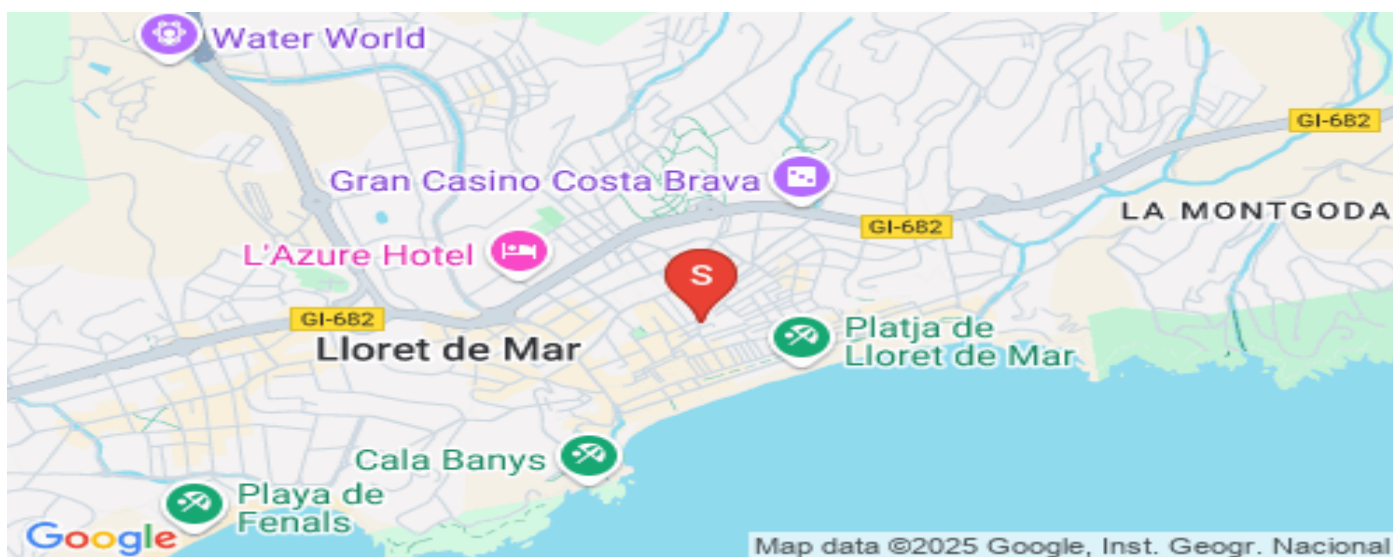 Water World
GI-682
Gran Casino Costa Brava
LA MONTGODA
GI-682
L'Azure Hotel
S
GI-682
Lloret de Mar
Platja de
Lloret de Mar
Cala Banys
Playa de
Fenals
Google
Map data ©2025 Google, Inst. Geogr. Nacional